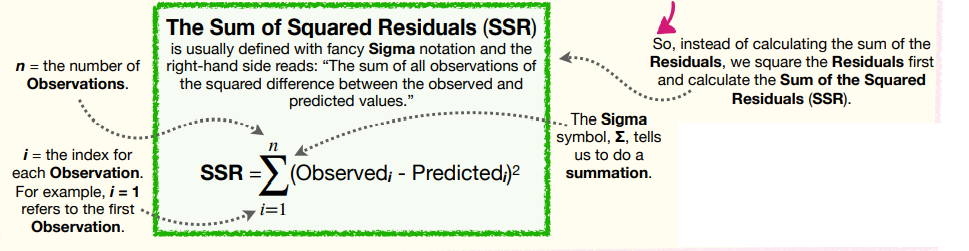 The Sum of Squared Residuals (SSR)
is usually defined with fancy Sigma notation and the
right-hand side reads: “The sum of all observations of
the squared difference between the observed and
predicted values.”
n = the number of
Observations.
So, instead of calculating the sum of the
Residuals, we square the Residuals first
and calculate the Sum of the Squared
Residuals (SSR).
The Sigma
symbol, Σ, tells
us to do a
summation.
i = the index for
each Observation.
For example, i = 1
refers to the first
Observation.
n
SSR =∑(Observedᵢ - Predictedᵢ)²
i=1